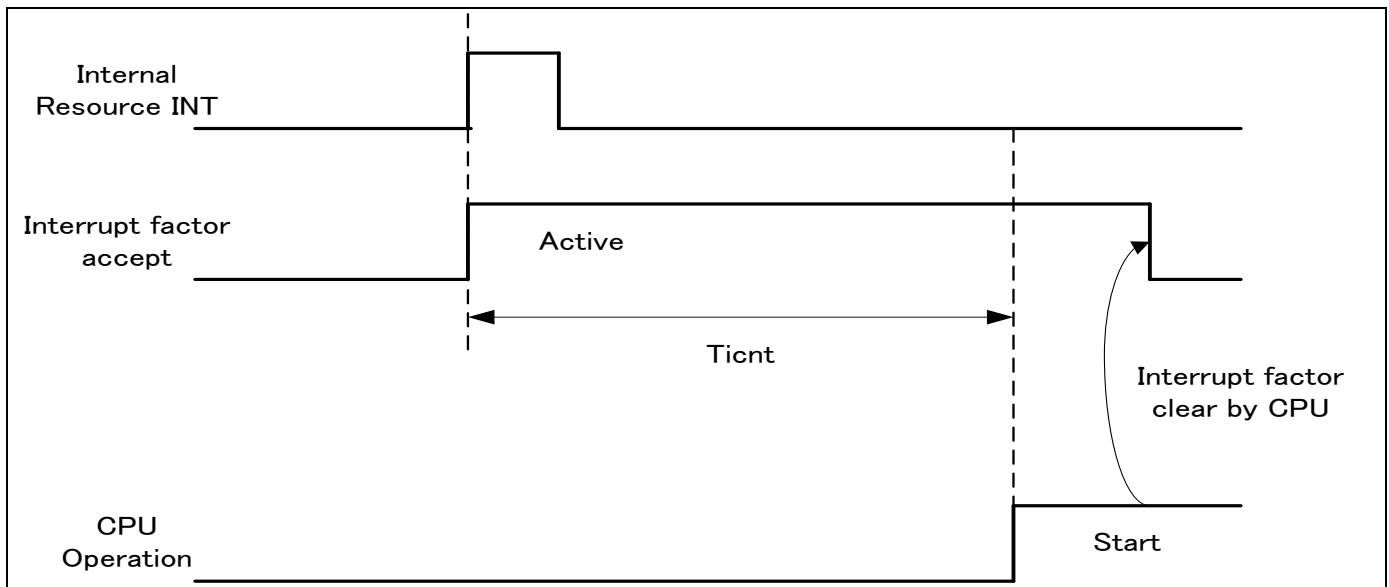 Internal
Resource INT
Interrupt factor
accept
Active
Ticnt
Interrupt factor
clear by CPU
CPU
Operation
Start